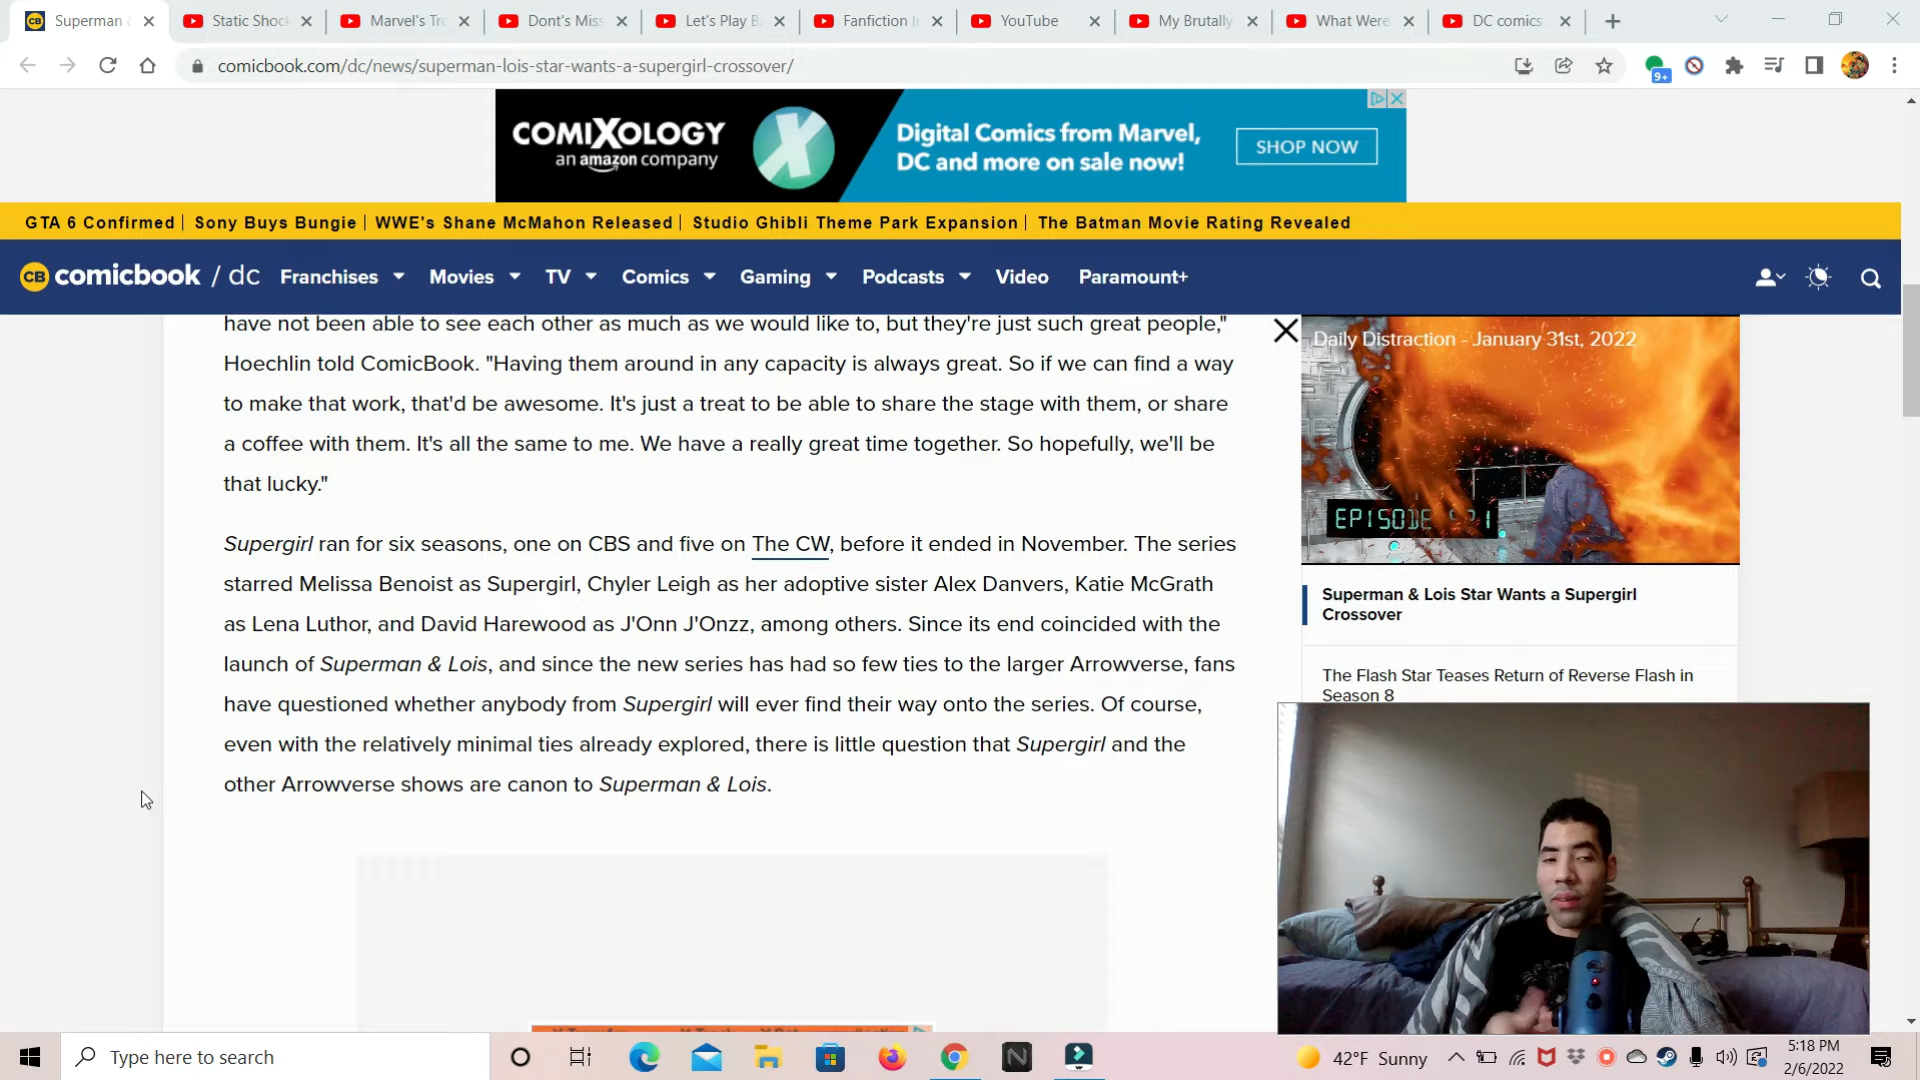 Superman &
Static Shoc
Marvel's Tr
Dont's Miss
Let's Play B
Fanfiction I
YouTube
My Brutally
What Were
DC comics
comicbook.com/dc/news/superman-lois-star-wants-a-supergirl-crossover/
9+
COMIXOLOGY
an amazon company
Digital Comics from Marvel,
DC and more on sale now!
SHOP NOW
GTA 6 Confirmed | Sony Buys Bungie | WWE's Shane McMahon Released | Studio Ghibli Theme Park Expansion | The Batman Movie Rating Revealed
CB comicbook / dc Franchises Movies TV Comics Gaming Podcasts Video Paramount+
have not been able to see each other as much as we would like to, but they're just such great people,"
Hoechlin told ComicBook. "Having them around in any capacity is always great. So if we can find a way
to make that work, that'd be awesome. It's just a treat to be able to share the stage with them, or share
a coffee with them. It's all the same to me. We have a really great time together. So hopefully, we'll be
that lucky."
Supergirl ran for six seasons, one on CBS and five on The CW, before it ended in November. The series
starred Melissa Benoist as Supergirl, Chyler Leigh as her adoptive sister Alex Danvers, Katie McGrath
as Lena Luthor, and David Harewood as J'Onn J'Onzz, among others. Since its end coincided with the
launch of Superman & Lois, and since the new series has had so few ties to the larger Arrowverse, fans
have questioned whether anybody from Supergirl will ever find their way onto the series. Of course,
even with the relatively minimal ties already explored, there is little question that Supergirl and the
other Arrowverse shows are canon to Superman & Lois.
Daily Distraction - January 31st, 2022
Superman & Lois Star Wants a Supergirl
Crossover
The Flash Star Teases Return of Reverse Flash in
Season 8
Type here to search
42°F Sunny
5:18 PM
2/6/2022